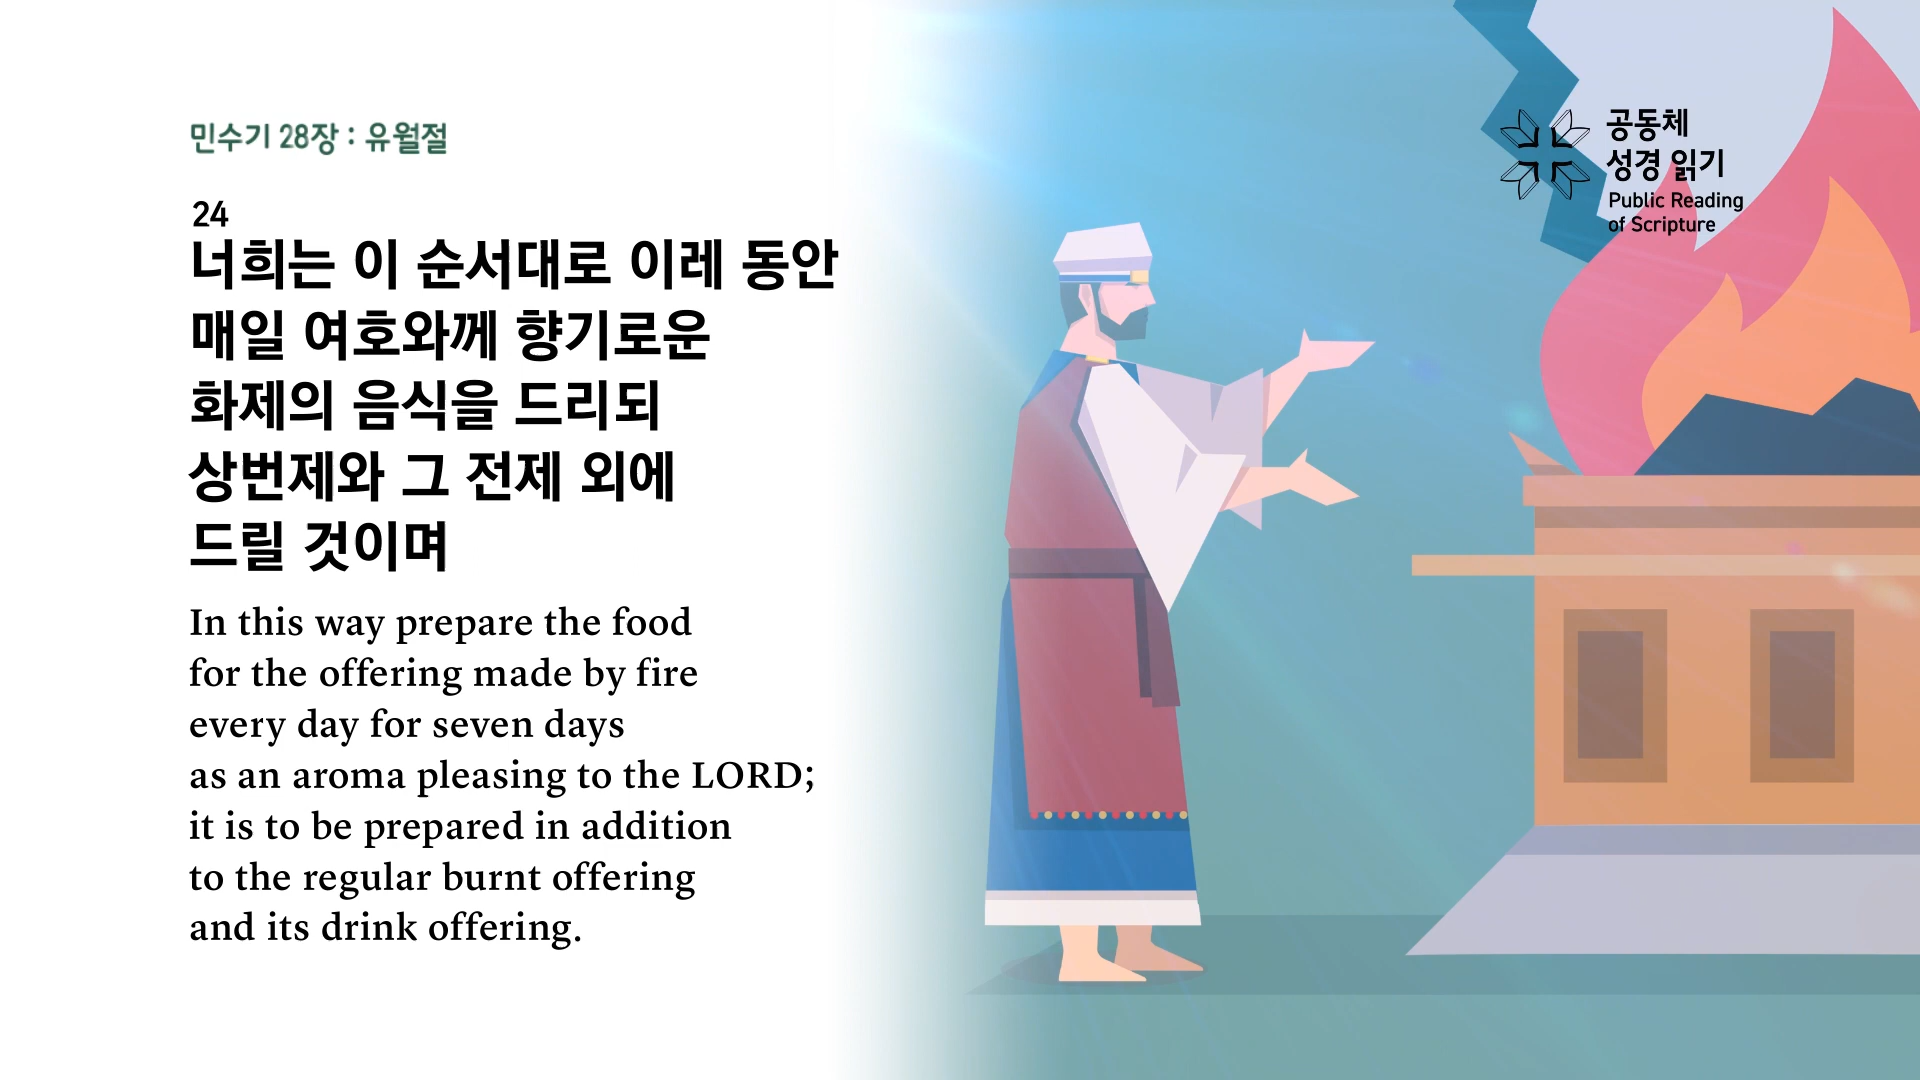 민수기 28장 : 유월절
24
너희는 이 순서대로 이레 동안
매일 여호와께 향기로운
화제의 음식을 드리되
상번제와 그 전제 외에
드릴 것이며
In this way prepare the food
for the offering made by fire
every day for seven days
as an aroma pleasing to the LORD;
it is to be prepared in addition
to the regular burnt offering
and its drink offering.
공동체
성경 읽기
Public Reading
of Scripture